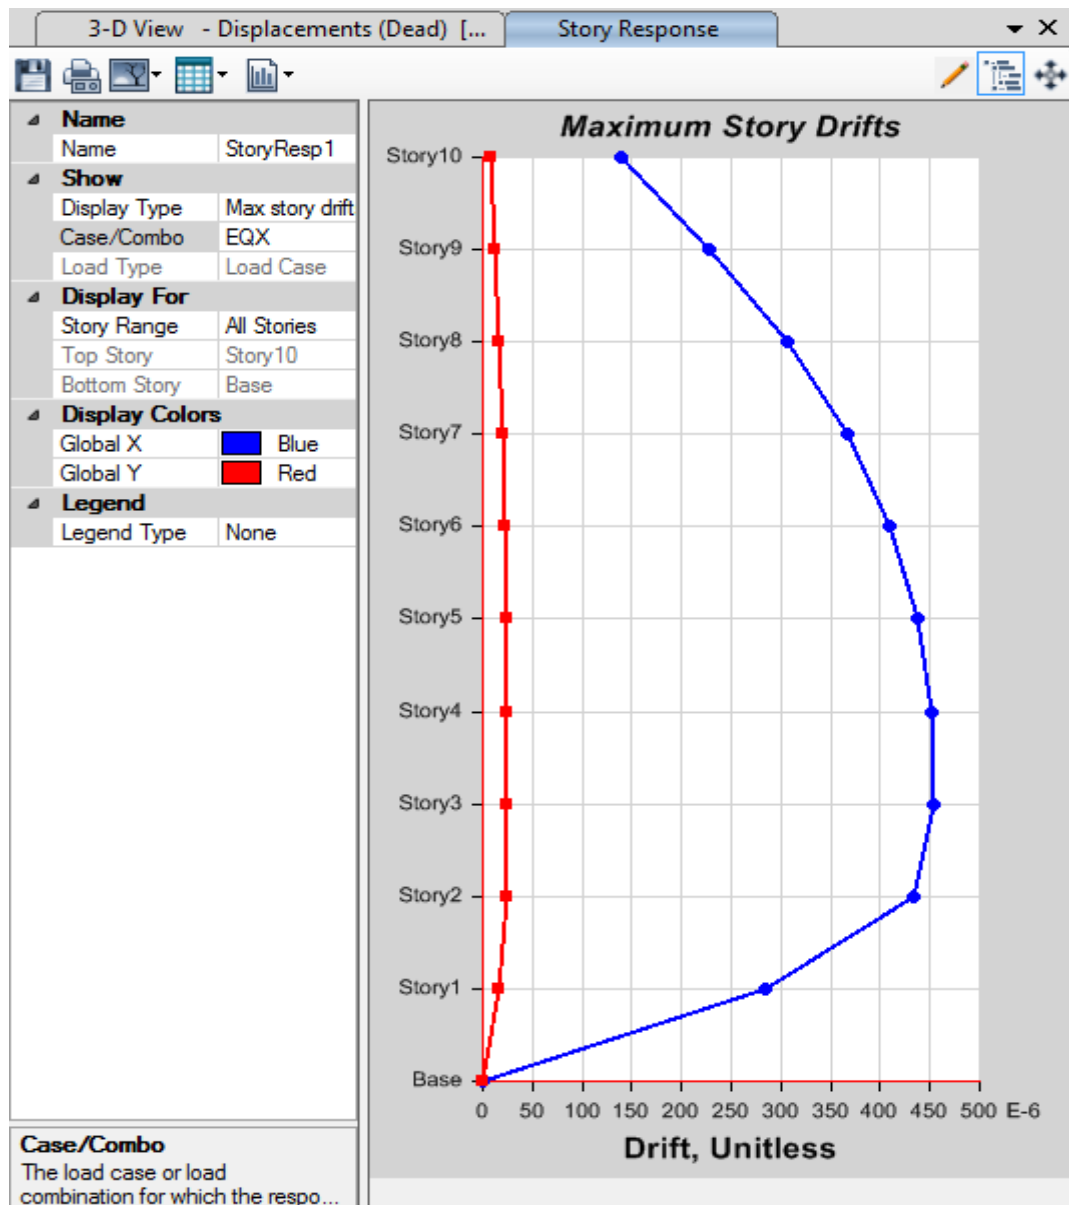 3-D View - Displacements (Dead) [...
Story Response
Name
Name StoryResp1
Show
Display Type Max story drift
Case/Combo EQX
Load Type Load Case
Display For
Story Range All Stories
Top Story Story10
Bottom Story Base
Display Colors
Global X Blue
Global Y Red
Legend
Legend Type None
Case/Combo
The load case or load
combination for which the respo...
Maximum Story Drifts
Story10
Story9
Story8
Story7
Story6
Story5
Story4
Story3
Story2
Story1
Base
0 50 100 150 200 250 300 350 400 450 500 E-6
Drift, Unitless